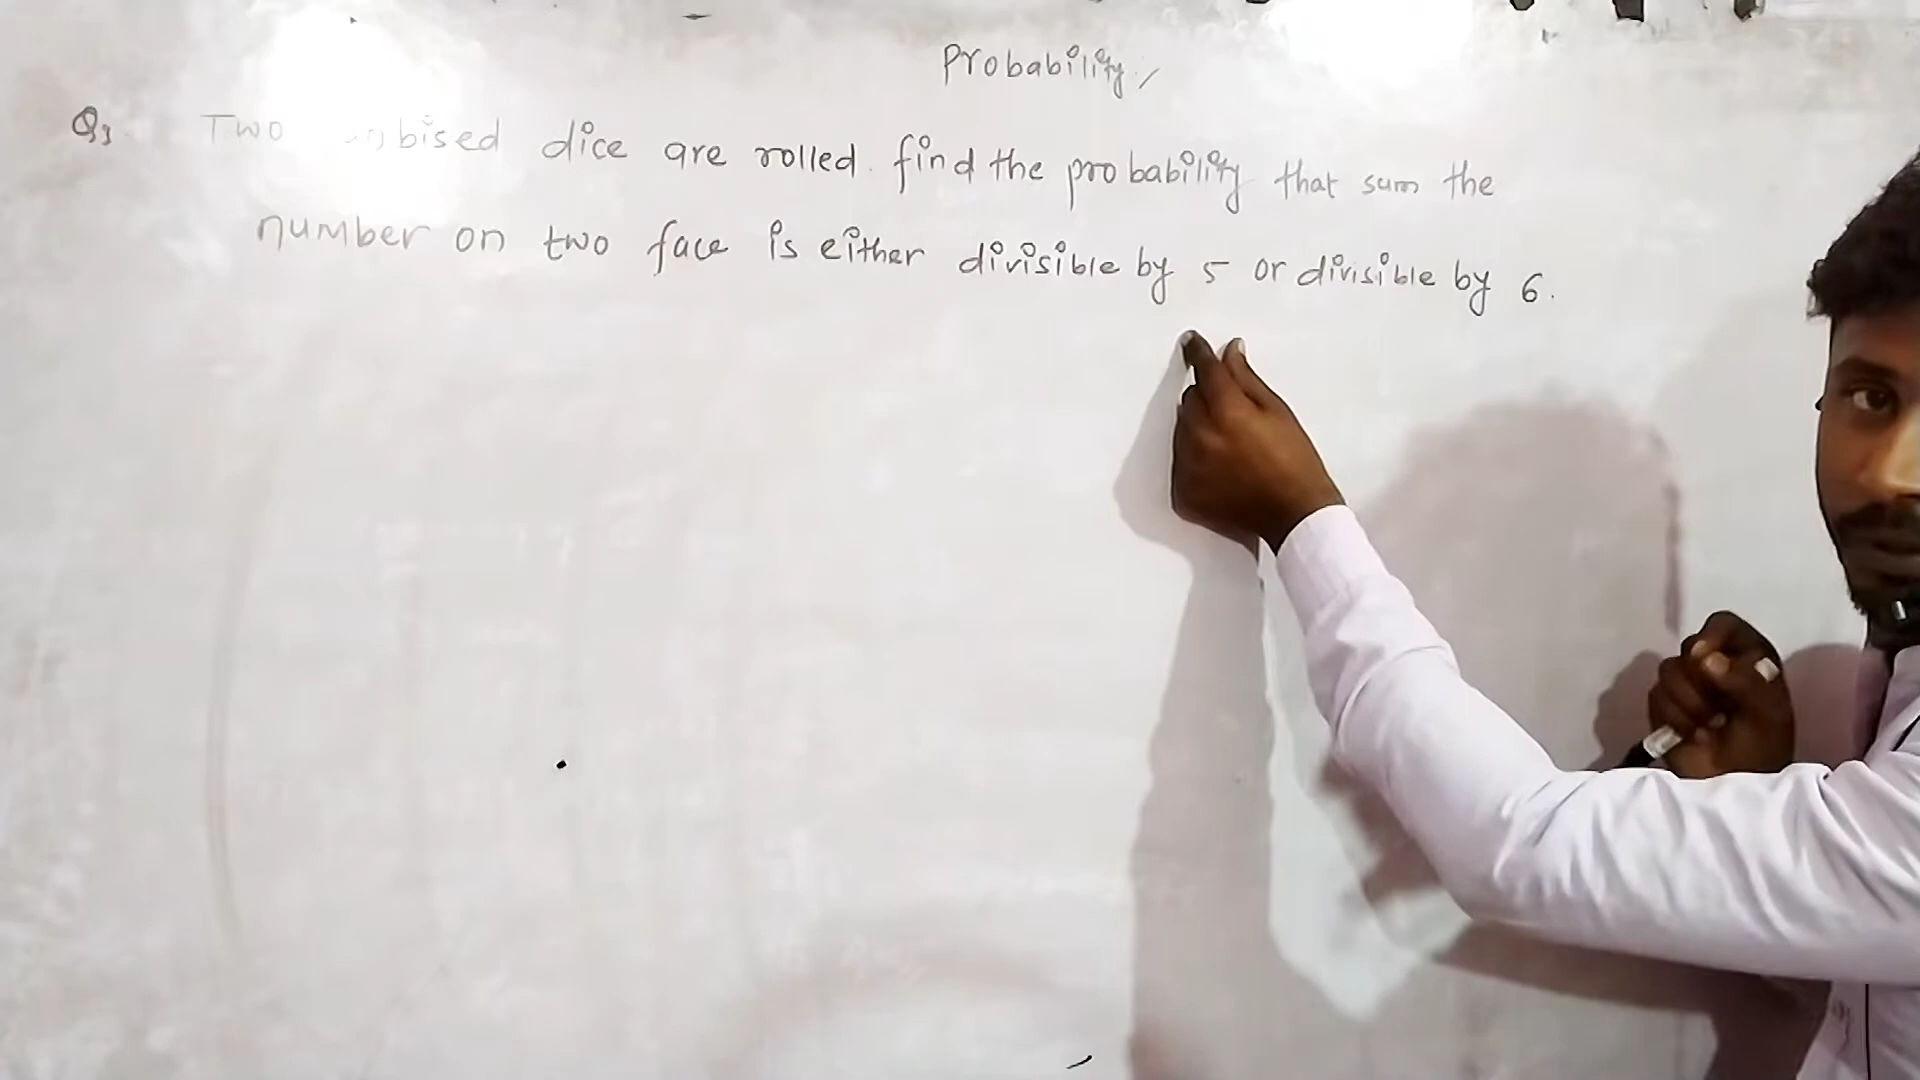 Probability
Q3 Two bised dice are rolled. find the probability that sum the
number on two face is either divisible by 5 or divisible by 6.